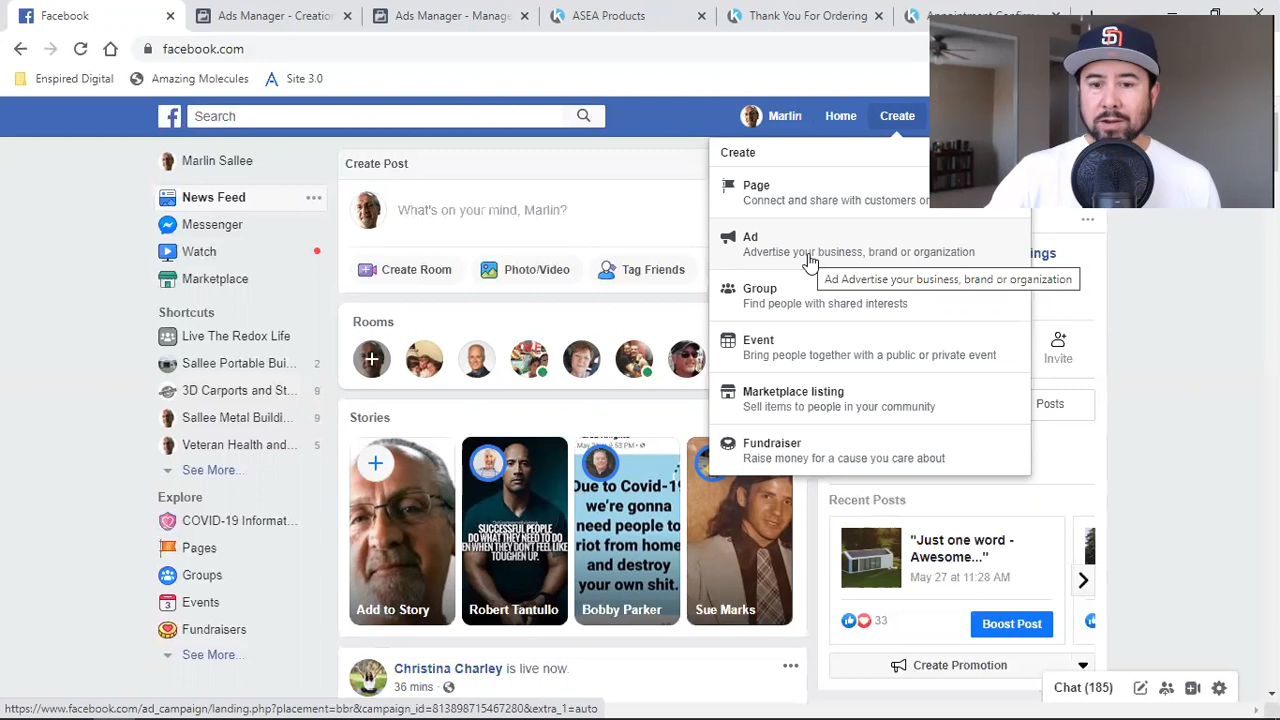 Facebook
Ads Manager - Creation
Ads Manager - Manage
ASEA Products
Thank You For Ordering
Appointment Confirm
facebook.com
Enspired Digital
Amazing Molecules
Site 3.0
Search
Marlin
Home
Create
SD
Marlin Sallee
News Feed
Messenger
Watch
Marketplace
Shortcuts
Live The Redox Life
Sallee Portable Bui... 2
3D Carports and St... 9
Sallee Metal Buildi... 9
Veteran Health and... 5
See More...
Explore
COVID-19 Informat...
Pages
Groups
Events
3
Fundraisers
See More...
Create Post
What's on your mind, Marlin?
Create Room
Photo/Video
Tag Friends
Rooms
Stories
Add to Story
SUCCESSFUL PEOPLE
DO WHAT THEY NEED TO DO
EVEN WHEN THEY DON'T FEEL LIKE IT.
TOUGHEN UP.
Robert Tantullo
Due to Covid-19
we're gonna
need people to
riot from home
and destroy
your own shit.
Bobby Parker
Sue Marks
Christina Charley is live now.
36 mins
Create
Page
Connect and share with customers or
Ad
Advertise your business, brand or organization
Ad Advertise your business, brand or organization
Group
Find people with shared interests
Event
Bring people together with a public or private event
Marketplace listing
Sell items to people in your community
Fundraiser
Raise money for a cause you care about
ings
Invite
Posts
Recent Posts
"Just one word -
Awesome..."
May 27 at 11:28 AM
33
Boost Post
Create Promotion
Chat (185)
https://www.facebook.com/ad_campaign/landing.php?placement=bbr&campaign_id=813898715467280&extra_1=auto